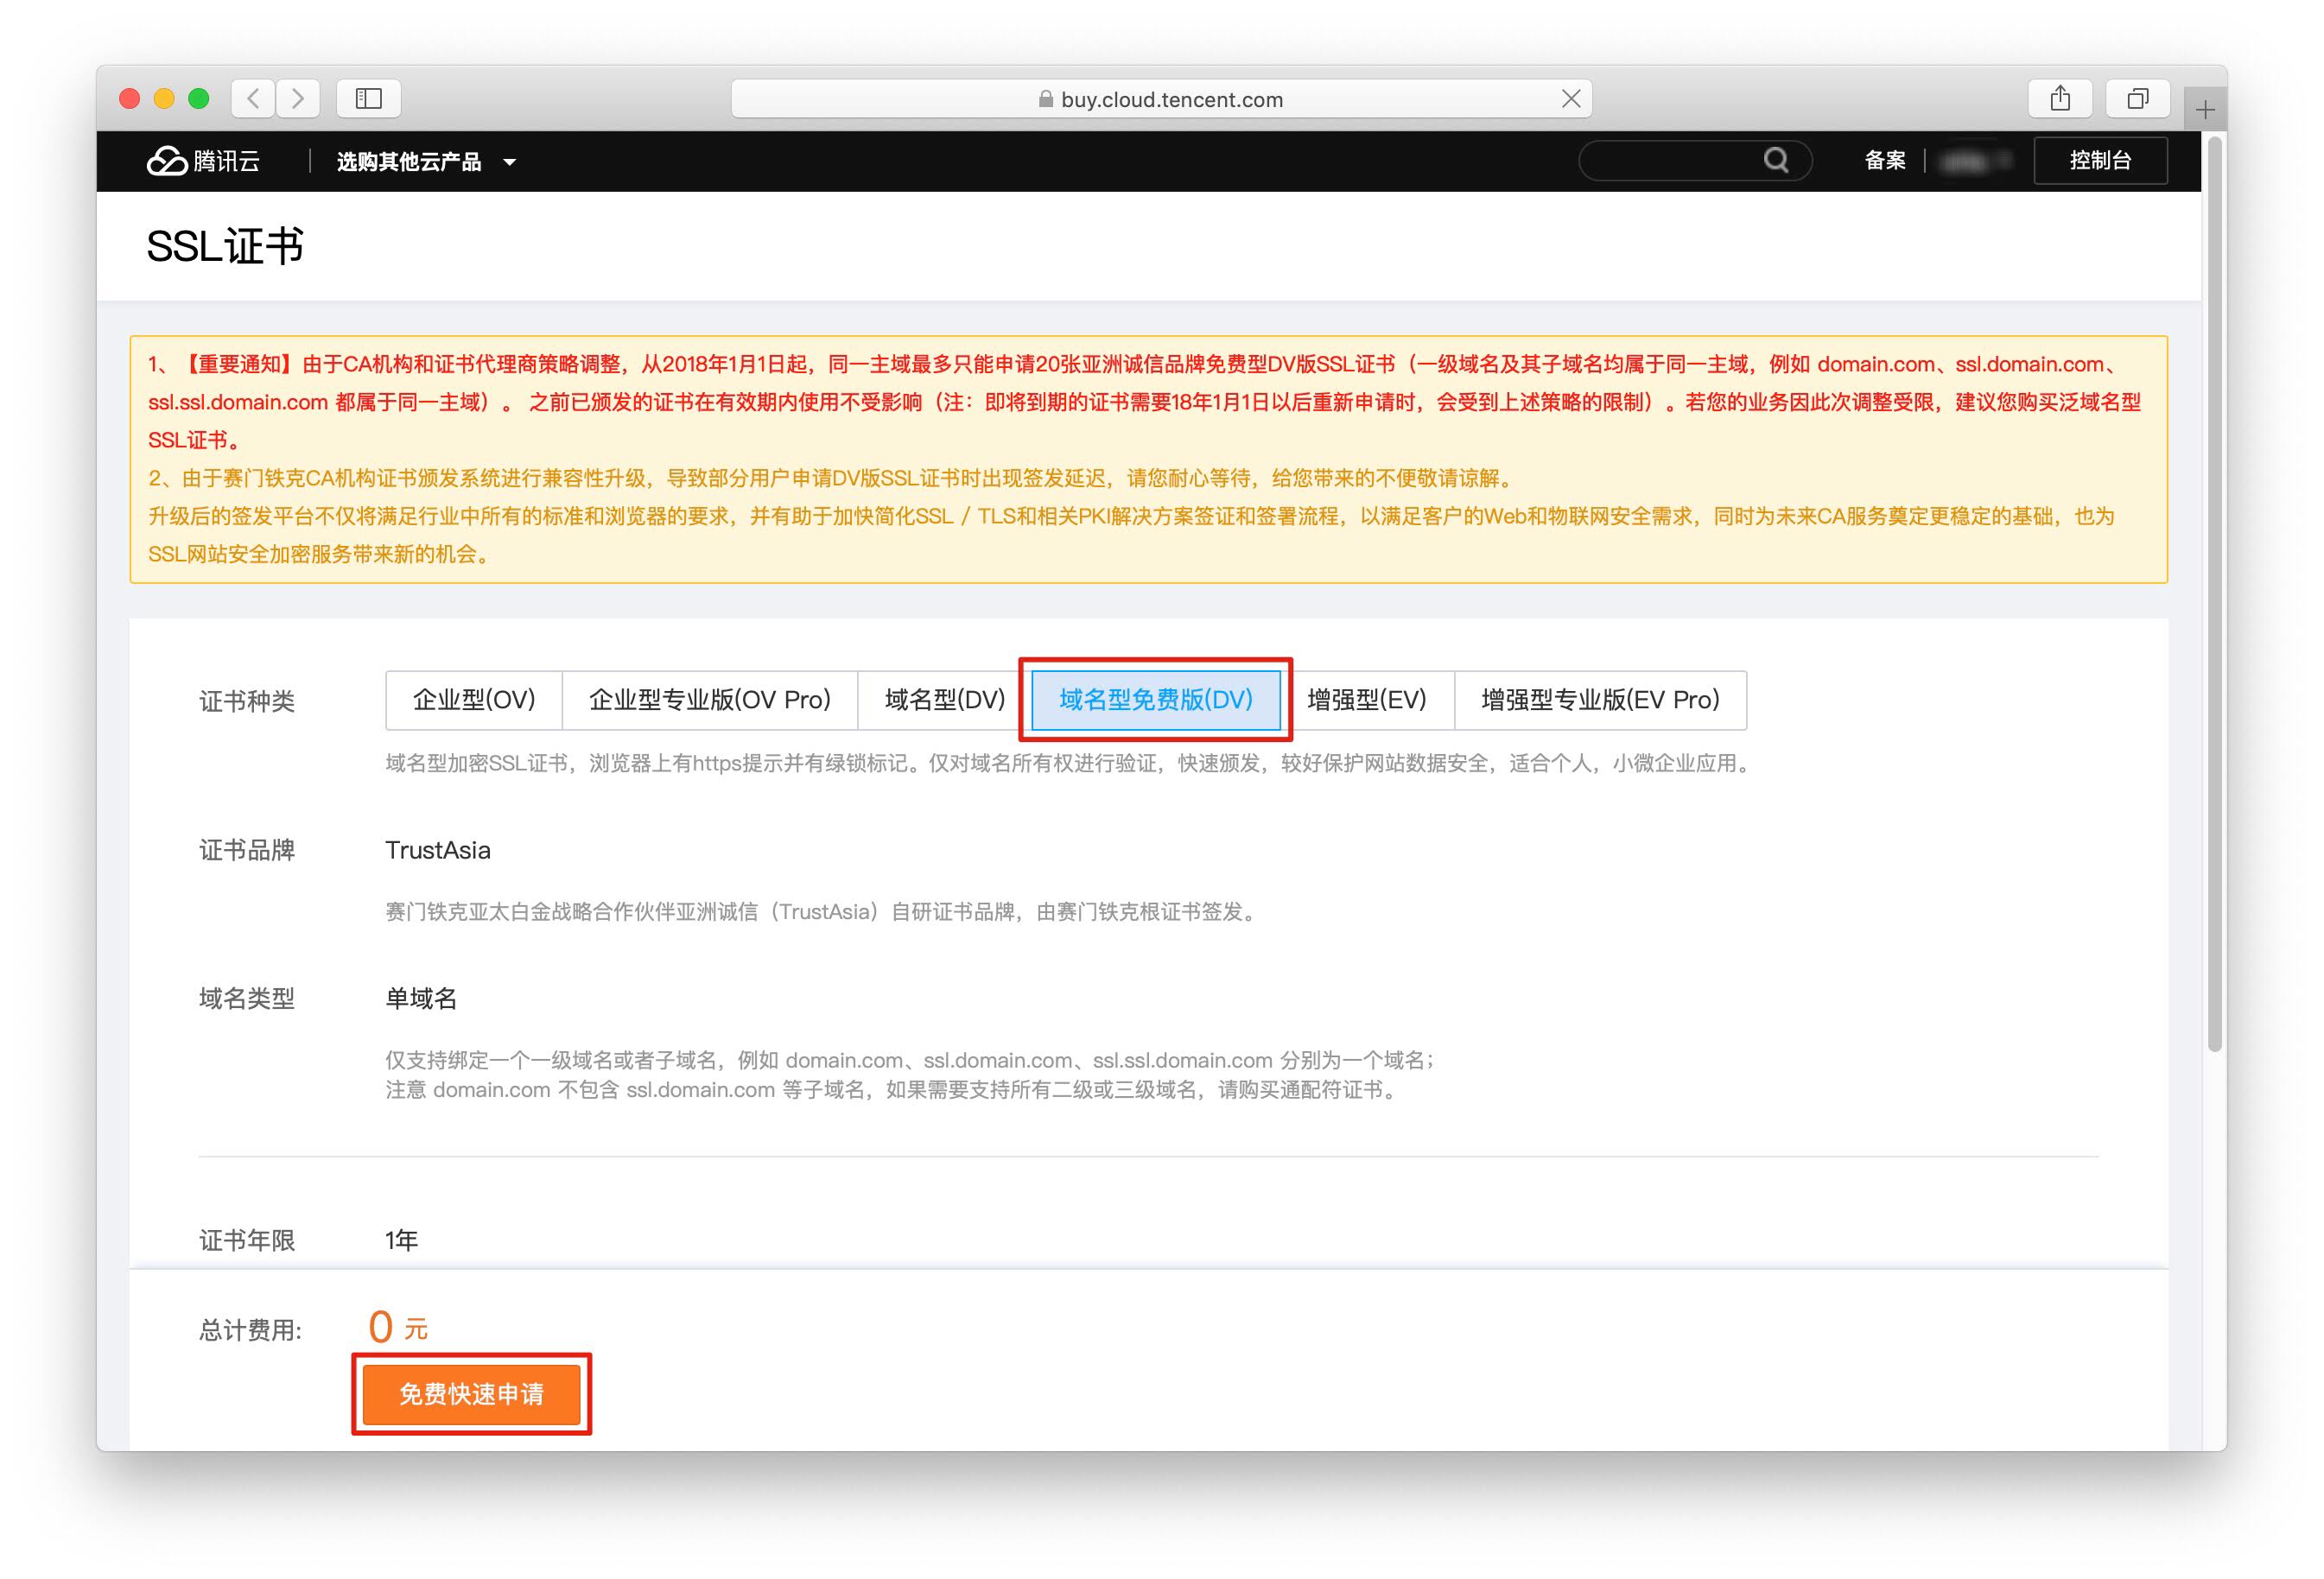 buy.cloud.tencent.com
腾讯云 选购其他云产品 备案 控制台
SSL证书
1、【重要通知】由于CA机构和证书代理商策略调整，从2018年1月1日起，同一主域最多只能申请20张亚洲诚信品牌免费型DV版SSL证书（一级域名及其子域名均属于同一主域，例如 domain.com、ssl.domain.com、
ssl.ssl.domain.com 都属于同一主域）。 之前已颁发的证书在有效期内使用不受影响（注：即将到期的证书需要18年1月1日以后重新申请时，会受到上述策略的限制）。若您的业务因此次调整受限，建议您购买泛域名型
SSL证书。
2、由于赛门铁克CA机构证书颁发系统进行兼容性升级，导致部分用户申请DV版SSL证书时出现签发延迟，请您耐心等待，给您带来的不便敬请谅解。
升级后的签发平台不仅将满足行业中所有的标准和浏览器的要求，并有助于加快简化SSL / TLS和相关PKI解决方案签证和签署流程，以满足客户的Web和物联网安全需求，同时为未来CA服务奠定更稳定的基础，也为
SSL网站安全加密服务带来新的机会。
证书种类 企业型(OV) 企业型专业版(OV Pro) 域名型(DV) 域名型免费版(DV) 增强型(EV) 增强型专业版(EV Pro)
域名型加密SSL证书，浏览器上有https提示并有绿锁标记。仅对域名所有权进行验证，快速颁发，较好保护网站数据安全，适合个人，小微企业应用。
证书品牌 TrustAsia
赛门铁克亚太白金战略合作伙伴亚洲诚信（TrustAsia）自研证书品牌，由赛门铁克根证书签发。
域名类型 单域名
仅支持绑定一个一级域名或者子域名，例如 domain.com、ssl.domain.com、ssl.ssl.domain.com 分别为一个域名；
注意 domain.com 不包含 ssl.domain.com 等子域名，如果需要支持所有二级或三级域名，请购买通配符证书。
证书年限 1年
总计费用: 0 元
免费快速申请